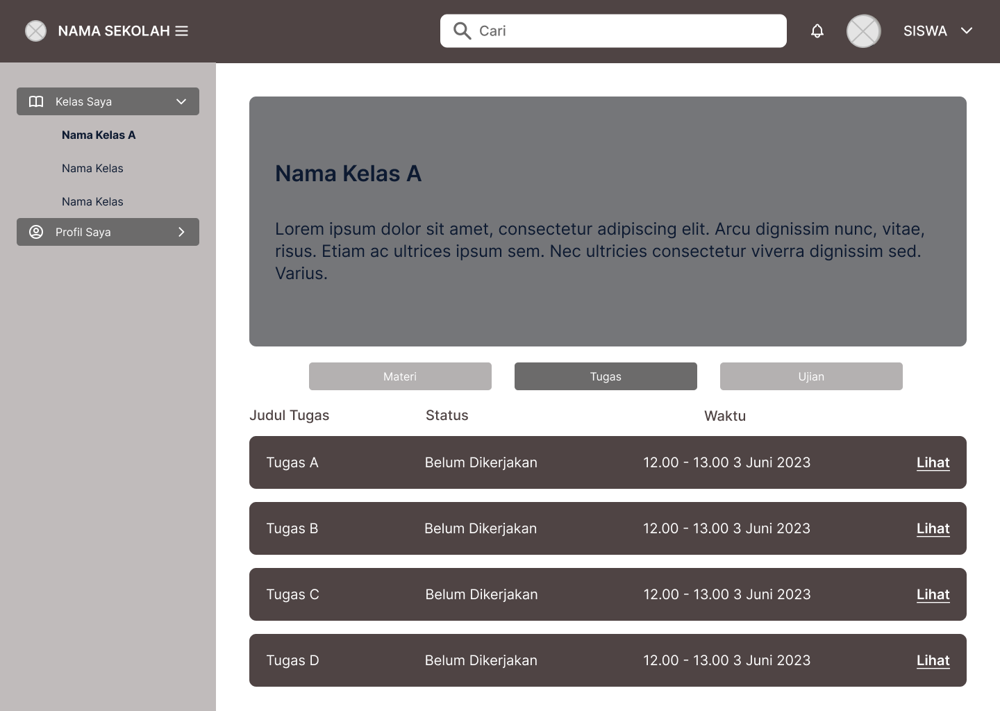 NAMA SEKOLAH
Cari
SISWA
Kelas Saya
Nama Kelas A
Nama Kelas
Nama Kelas
Profil Saya
Nama Kelas A
Lorem ipsum dolor sit amet, consectetur adipiscing elit. Arcu dignissim nunc, vitae,
risus. Etiam ac ultrices ipsum sem. Nec ultricies consectetur viverra dignissim sed.
Varius.
Materi Tugas Ujian
Judul Tugas Status Waktu
Tugas A Belum Dikerjakan 12.00 - 13.00 3 Juni 2023 Lihat
Tugas B Belum Dikerjakan 12.00 - 13.00 3 Juni 2023 Lihat
Tugas C Belum Dikerjakan 12.00 - 13.00 3 Juni 2023 Lihat
Tugas D Belum Dikerjakan 12.00 - 13.00 3 Juni 2023 Lihat